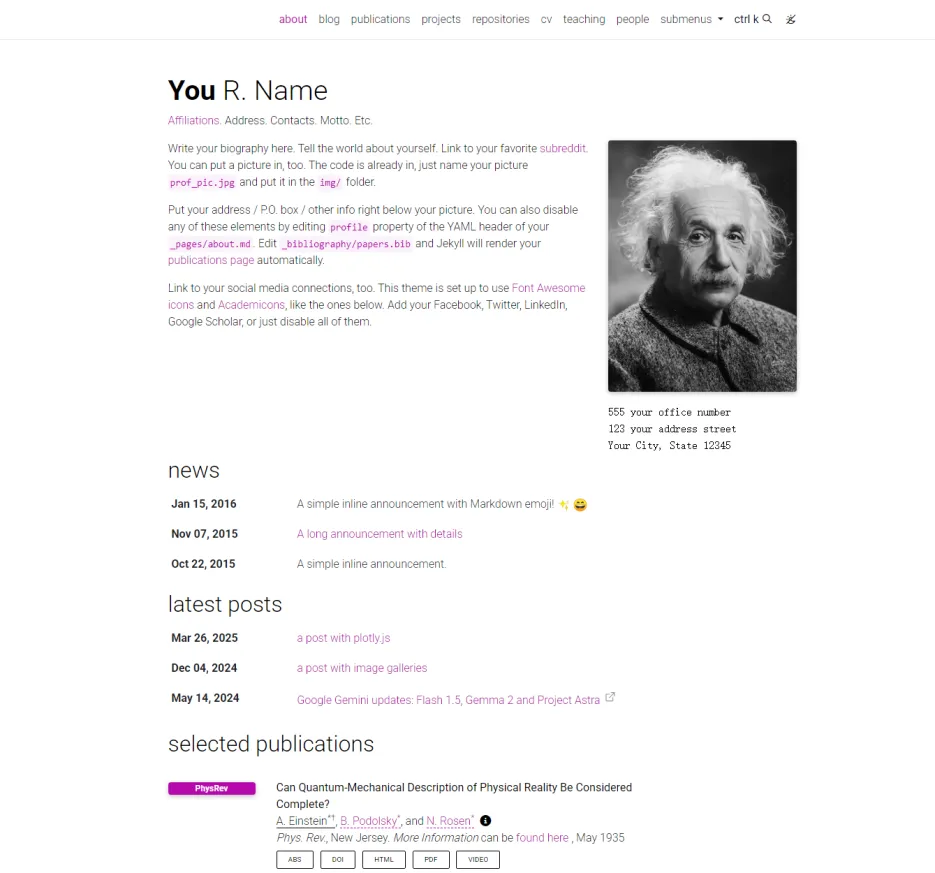 about blog publications projects repositories cv teaching people submenus ctrl k
You R. Name
Affiliations. Address. Contacts. Motto. Etc.
Write your biography here. Tell the world about yourself. Link to your favorite subreddit.
You can put a picture in, too. The code is already in, just name your picture
prof_pic.jpg and put it in the img/ folder.
Put your address / P.O. box / other info right below your picture. You can also disable
any of these elements by editing profile property of the YAML header of your
_pages/about.md. Edit _bibliography/papers.bib and Jekyll will render your
publications page automatically.
Link to your social media connections, too. This theme is set up to use Font Awesome
icons and Academicons, like the ones below. Add your Facebook, Twitter, LinkedIn,
Google Scholar, or just disable all of them.
555 your office number
123 your address street
Your City, State 12345
news
Jan 15, 2016 A simple inline announcement with Markdown emoji! ✨ 😄
Nov 07, 2015 A long announcement with details
Oct 22, 2015 A simple inline announcement.
latest posts
Mar 26, 2025 a post with plotly.js
Dec 04, 2024 a post with image galleries
May 14, 2024 Google Gemini updates: Flash 1.5, Gemma 2 and Project Astra
selected publications
PhysRev Can Quantum-Mechanical Description of Physical Reality Be Considered
Complete?
A. Einstein*†, B. Podolsky*, and N. Rosen*
Phys. Rev., New Jersey. More Information can be found here , May 1935
ABS DOI HTML PDF VIDEO